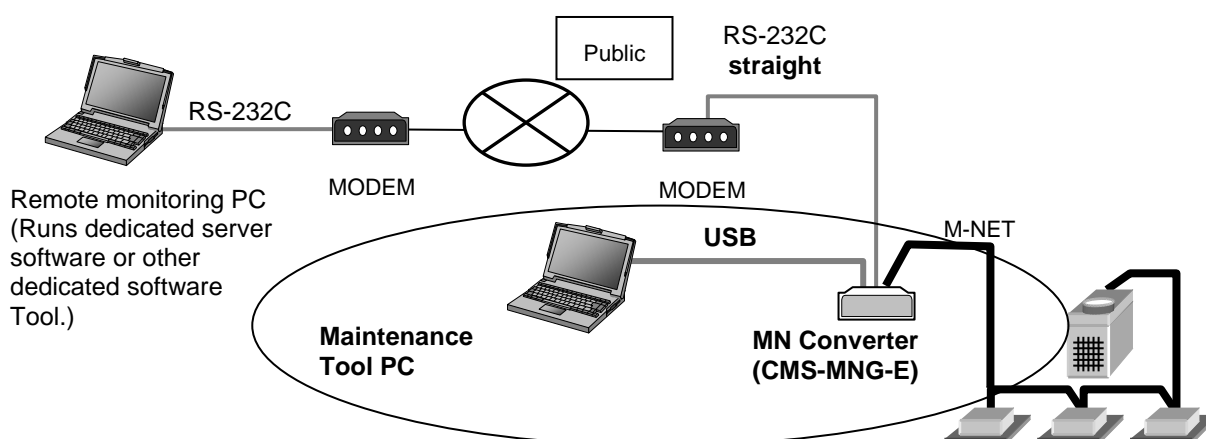 Public
RS-232C
straight
RS-232C
MODEM
MODEM
Remote monitoring PC
(Runs dedicated server
software or other
dedicated software
Tool.)
USB
M-NET
Maintenance
Tool PC
MN Converter
(CMS-MNG-E)